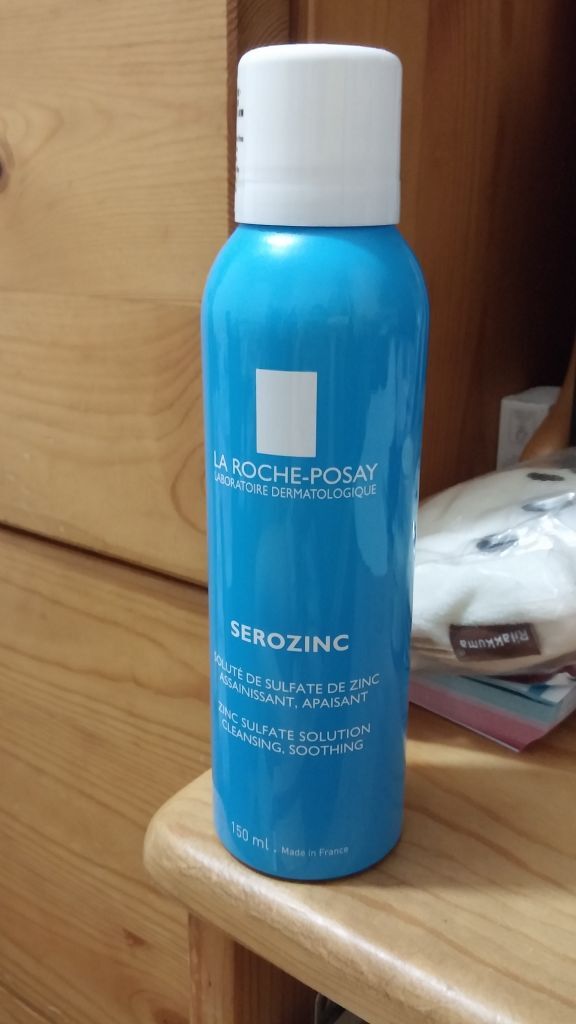 LA ROCHE-POSAY
LABORATOIRE DERMATOLOGIQUE
SEROZINC
SOLUTÉ DE SULFATE DE ZINC
ASSAINISSANT, APAISANT
ZINC SULFATE SOLUTION
CLEANSING, SOOTHING
150 ml . Made in France
Rilakkuma